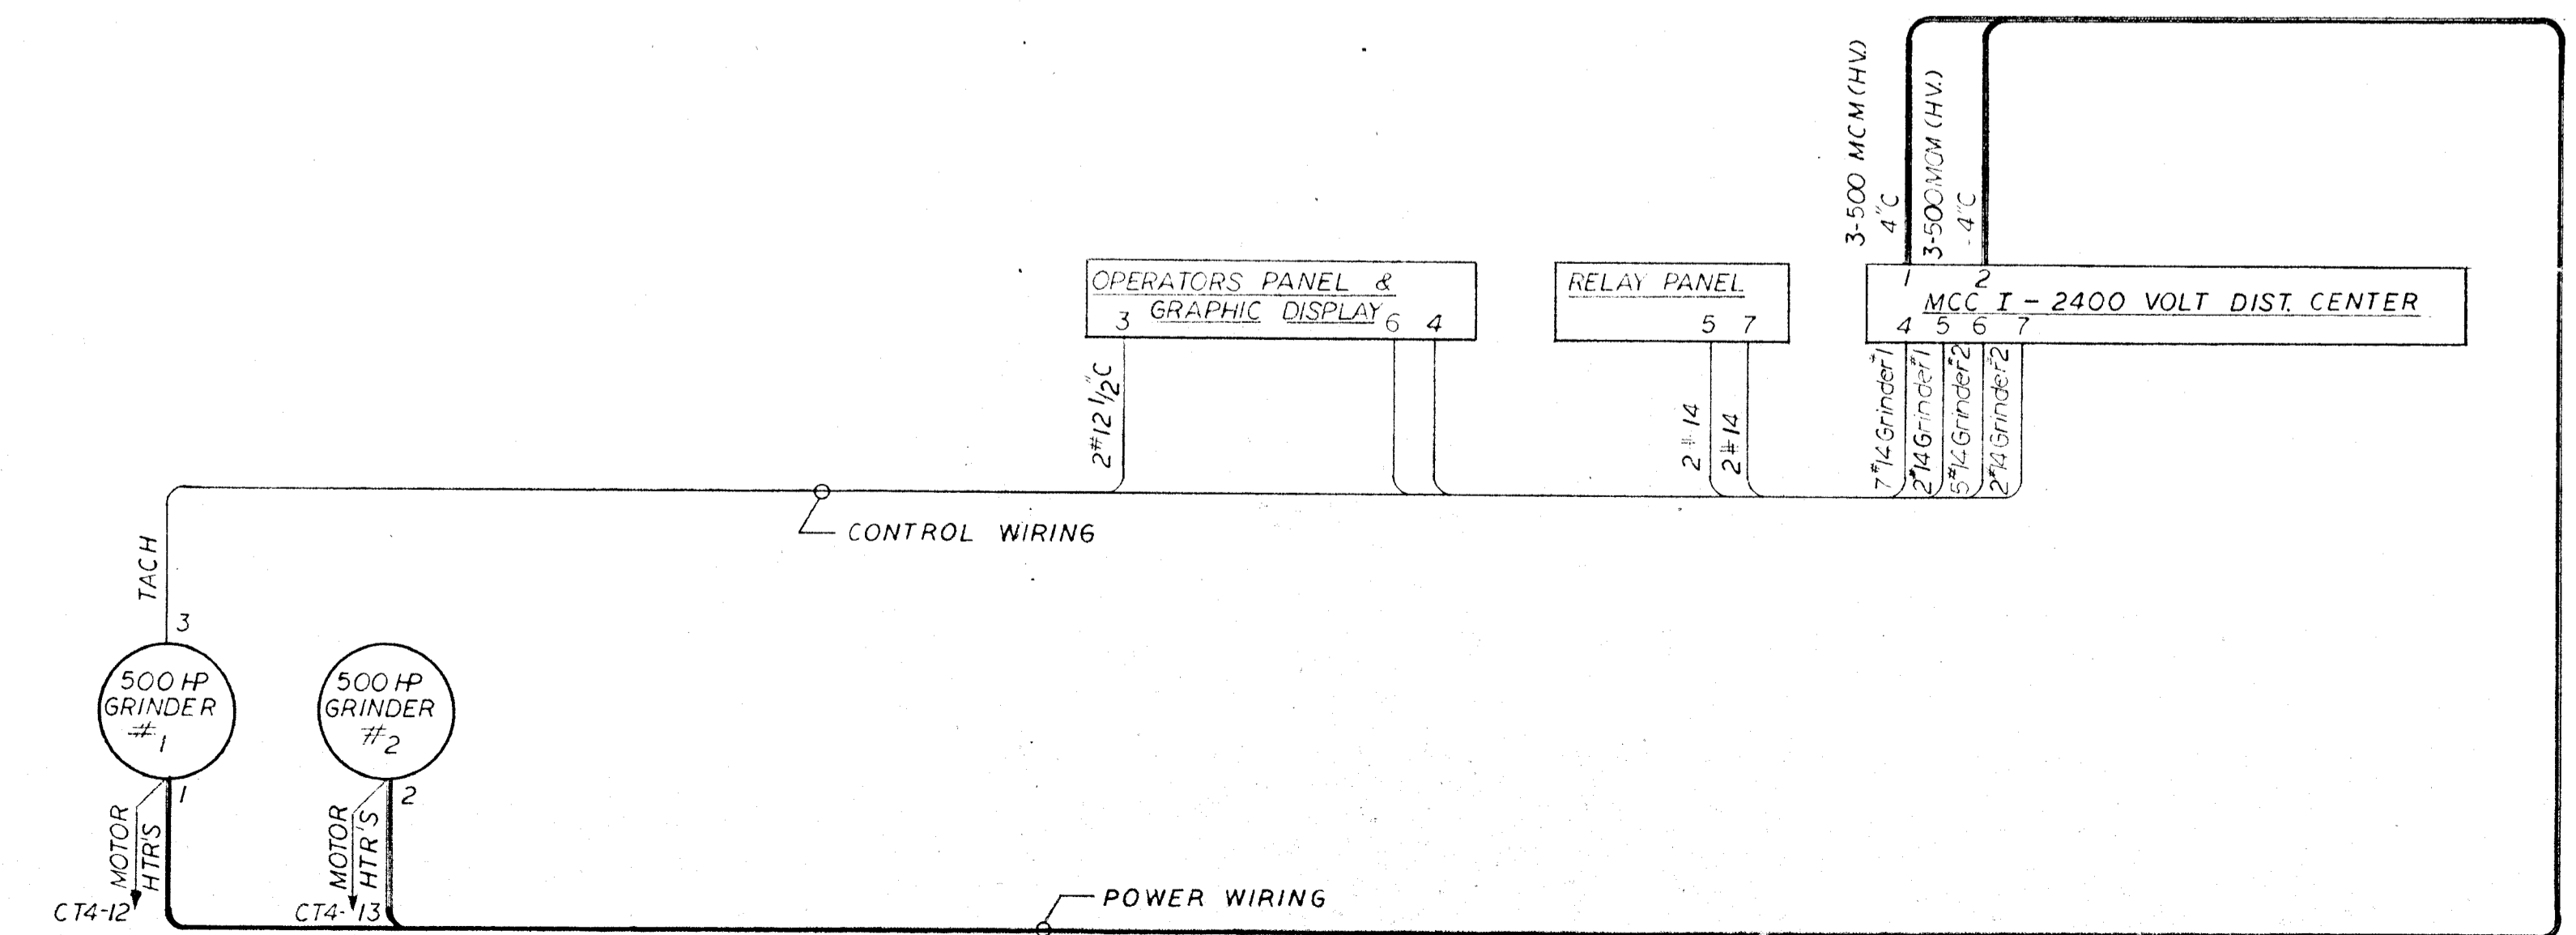 3-500 MCM (H.V.)
4"C
3-500 MCM (H.V.)
- 4"C
OPERATORS PANEL &
GRAPHIC DISPLAY
3 6 4
RELAY PANEL
5 7
1 2
MCC I - 2400 VOLT DIST. CENTER
4 5 6 7
2#12 1/2"C
2#14
2#14
7#14 Grinder#1
2#14 Grinder#1
5#14 Grinder#2
2#14 Grinder#2
CONTROL WIRING
TACH
3
500 HP
GRINDER
#1
500 HP
GRINDER
#2
1
2
MOTOR
HTR'S
MOTOR
HTR'S
CT4-12
CT4-13
POWER WIRING